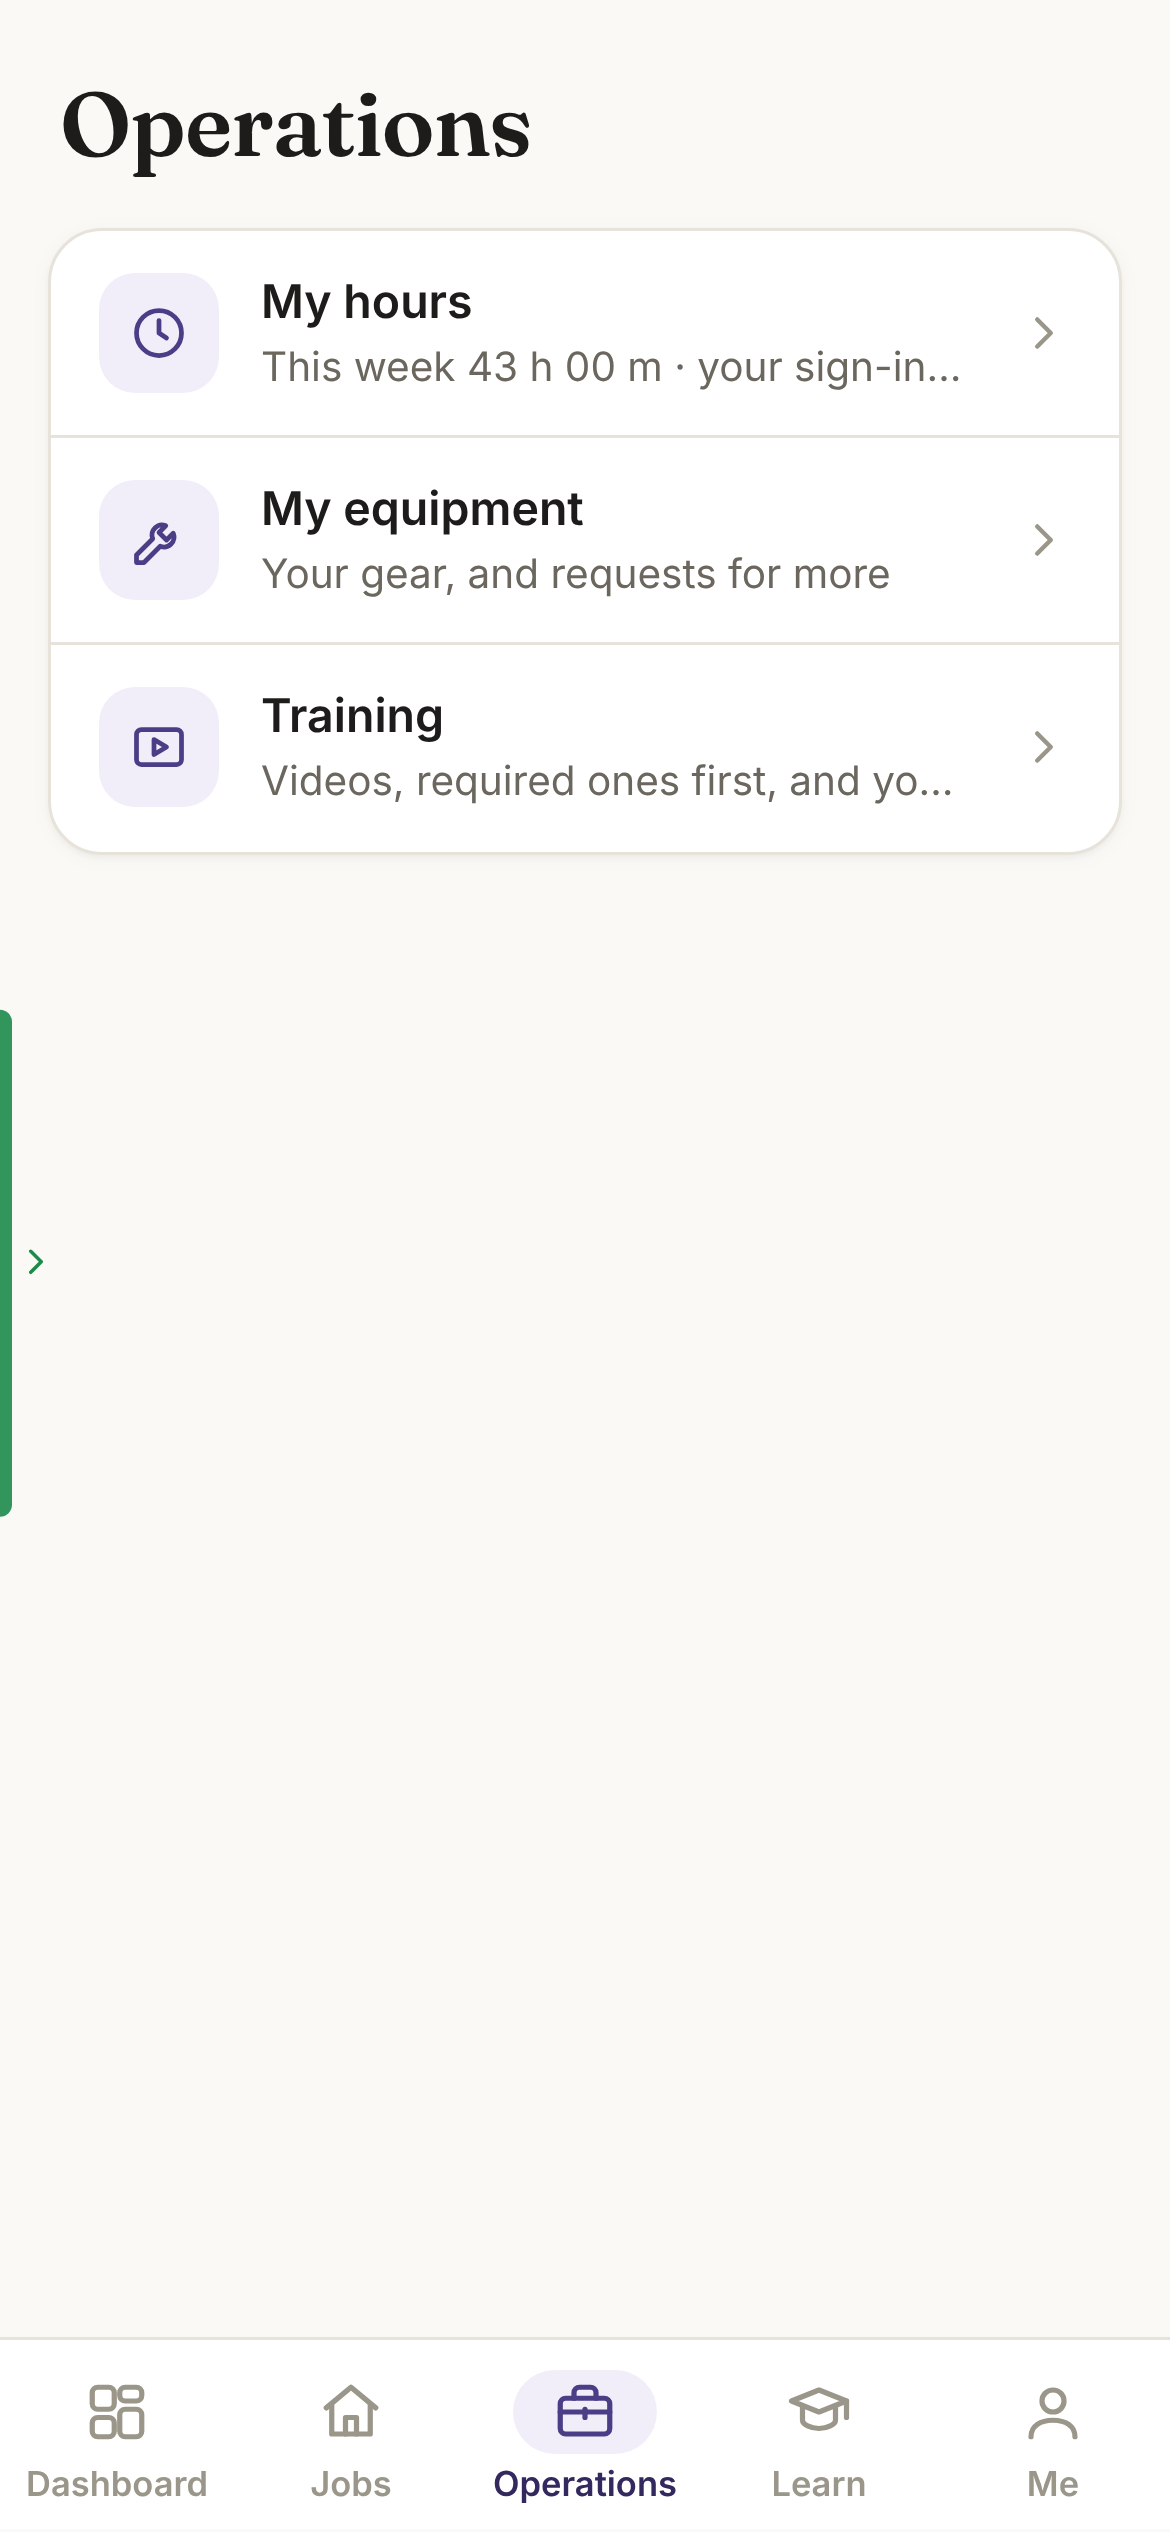 Operations
My hours
This week 43 h 00 m · your sign-in...
My equipment
Your gear, and requests for more
Training
Videos, required ones first, and yo...
Dashboard
Jobs
Operations
Learn
Me